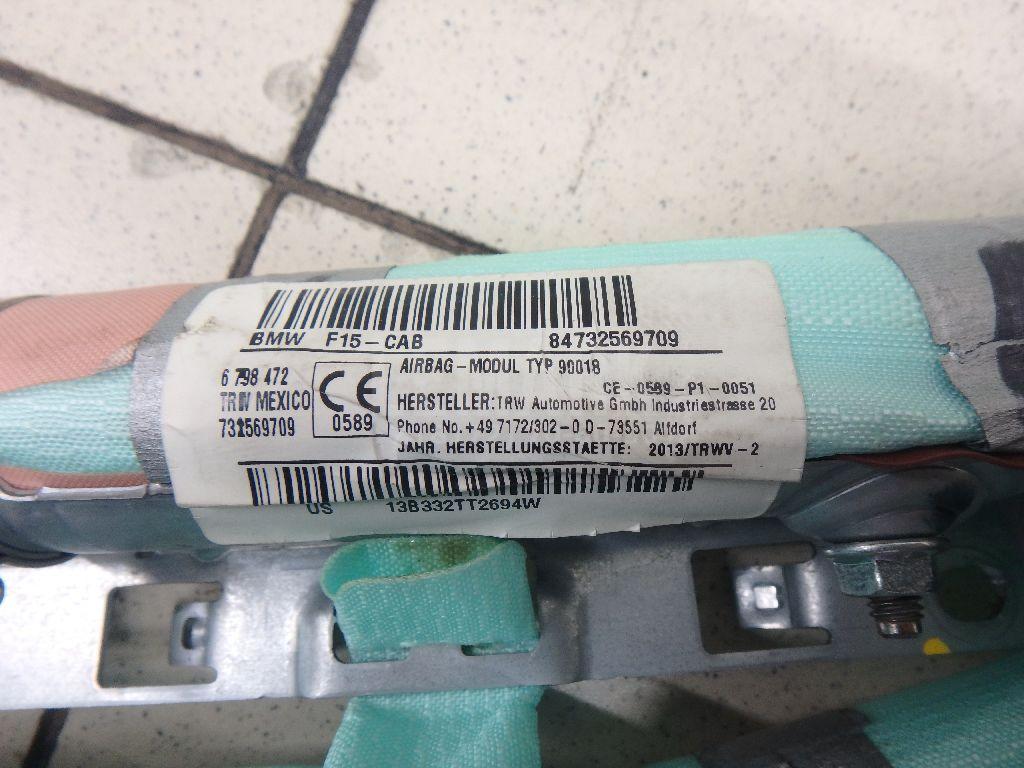 BMW F15-CAB 84732569709
6 798 472
TRW MEXICO
732569709
CE
0589
AIRBAG-MODUL TYP 90018
CE-0589-P1-0051
HERSTELLER: TRW Automotive Gmbh Industriestrasse 20
Phone No. +49 7172/302-0 D-73551 Alfdorf
JAHR. HERSTELLUNGSSTAETTE: 2013/TRWV-2
US 13B332TT2694W